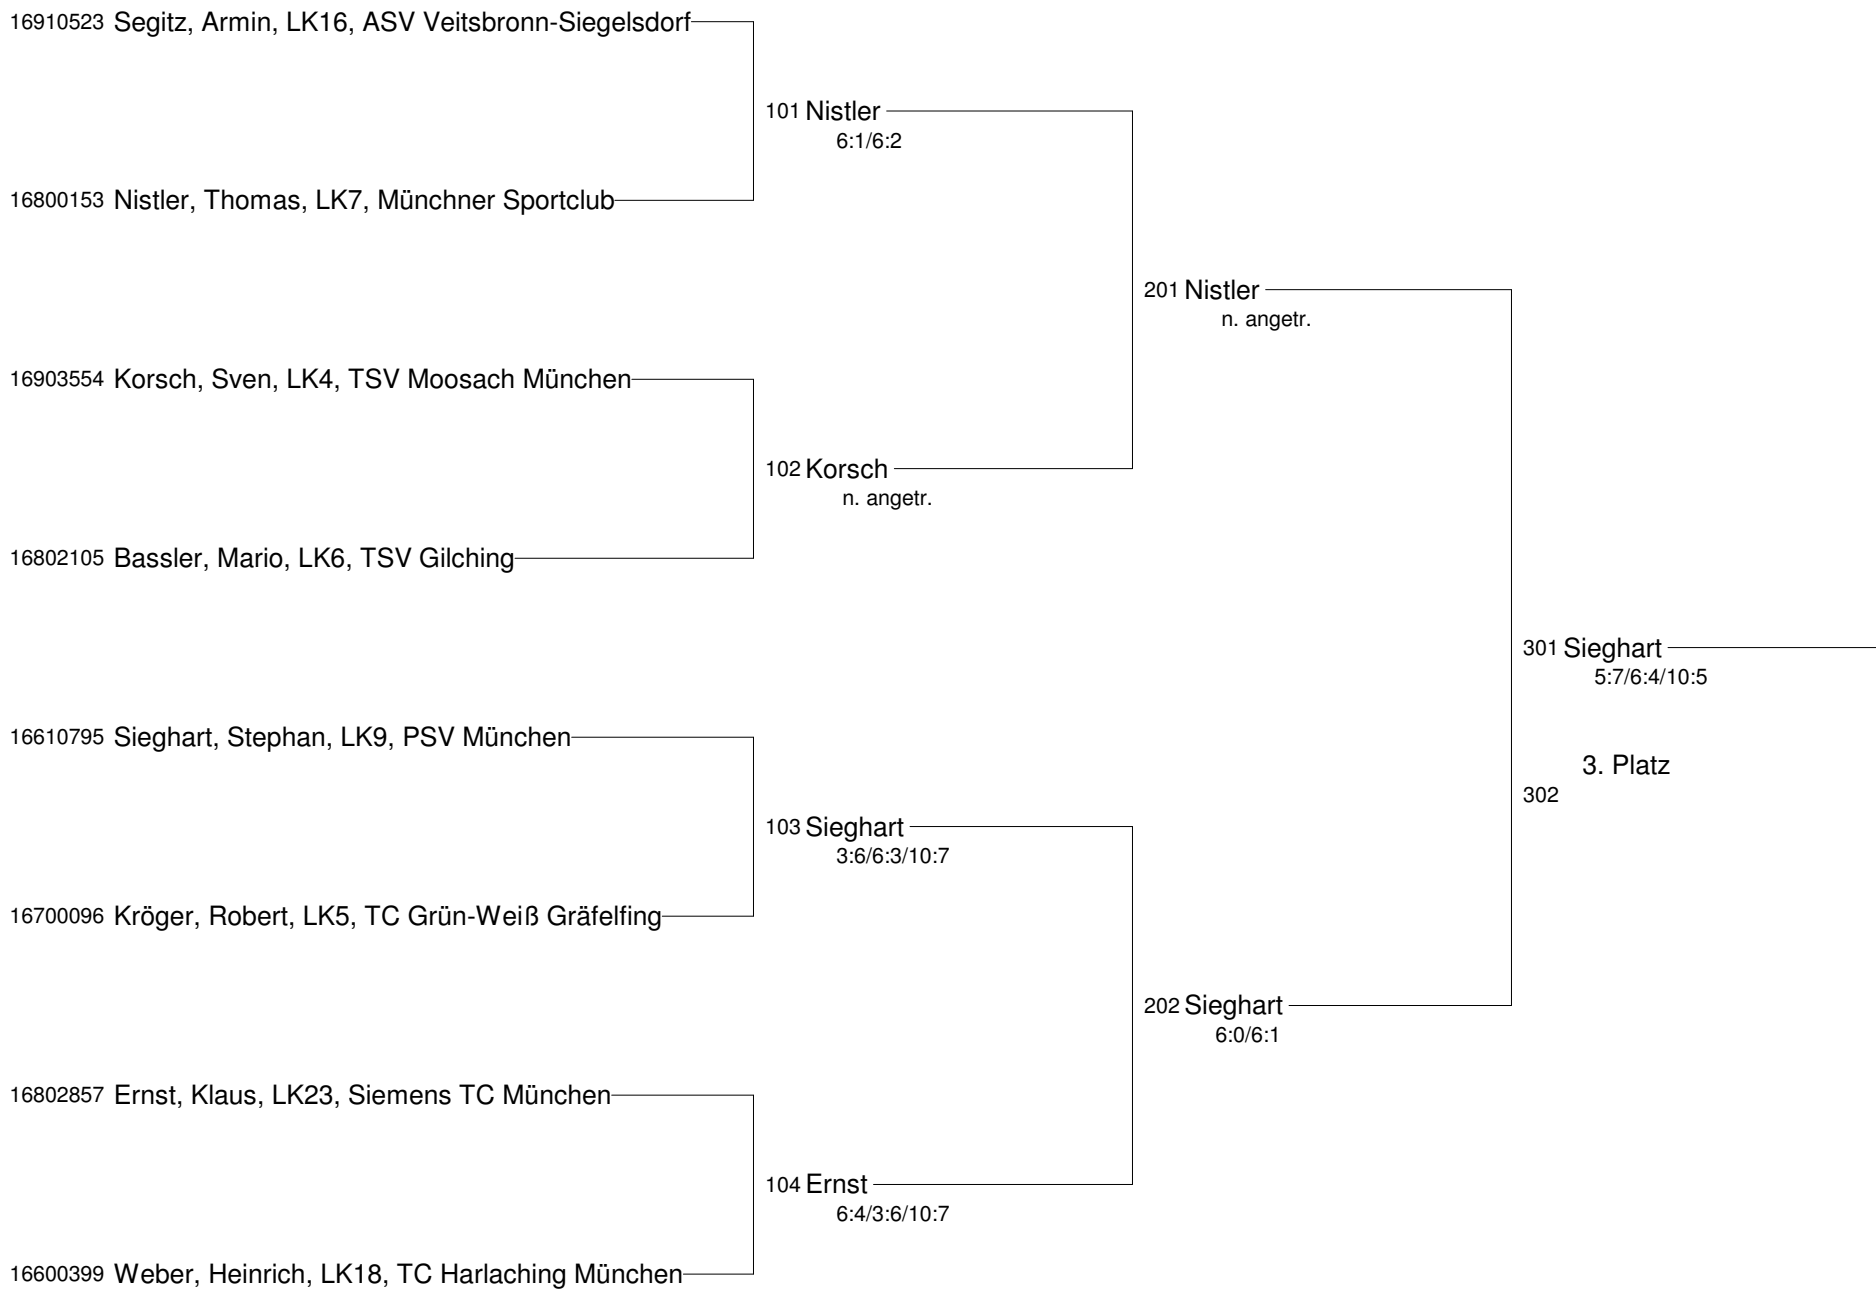 16910523 Segitz, Armin, LK16, ASV Veitsbronn-Siegelsdorf
101 Nistler
6:1/6:2
16800153 Nistler, Thomas, LK7, Münchner Sportclub
201 Nistler
n. angetr.
16903554 Korsch, Sven, LK4, TSV Moosach München
102 Korsch
n. angetr.
16802105 Bassler, Mario, LK6, TSV Gilching
301 Sieghart
5:7/6:4/10:5
16610795 Sieghart, Stephan, LK9, PSV München
3. Platz
302
103 Sieghart
3:6/6:3/10:7
16700096 Kröger, Robert, LK5, TC Grün-Weiß Gräfelfing
202 Sieghart
6:0/6:1
16802857 Ernst, Klaus, LK23, Siemens TC München
104 Ernst
6:4/3:6/10:7
16600399 Weber, Heinrich, LK18, TC Harlaching München